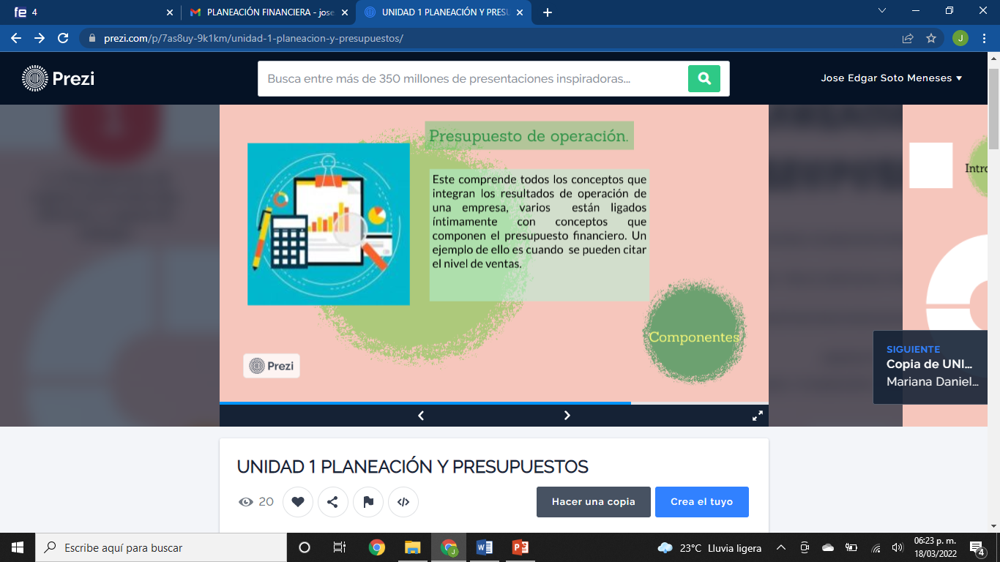 fe 4
PLANEACIÓN FINANCIERA - jose
UNIDAD 1 PLANEACIÓN Y PRESU
prezi.com/p/7as8uy-9k1km/unidad-1-planeacion-y-presupuestos/
J
Prezi
Busca entre más de 350 millones de presentaciones inspiradoras...
Jose Edgar Soto Meneses
Presupuesto de operación.
Este comprende todos los conceptos que
integran los resultados de operación de
una empresa, varios están ligados
íntimamente con conceptos que
componen el presupuesto financiero. Un
ejemplo de ello es cuando se pueden citar
el nivel de ventas.
Componentes
Prezi
Intro
SIGUIENTE
Copia de UNI...
Mariana Daniel...
UNIDAD 1 PLANEACIÓN Y PRESUPUESTOS
20
Hacer una copia
Crea el tuyo
Escribe aquí para buscar
23°C Lluvia ligera
06:23 p. m.
18/03/2022
4